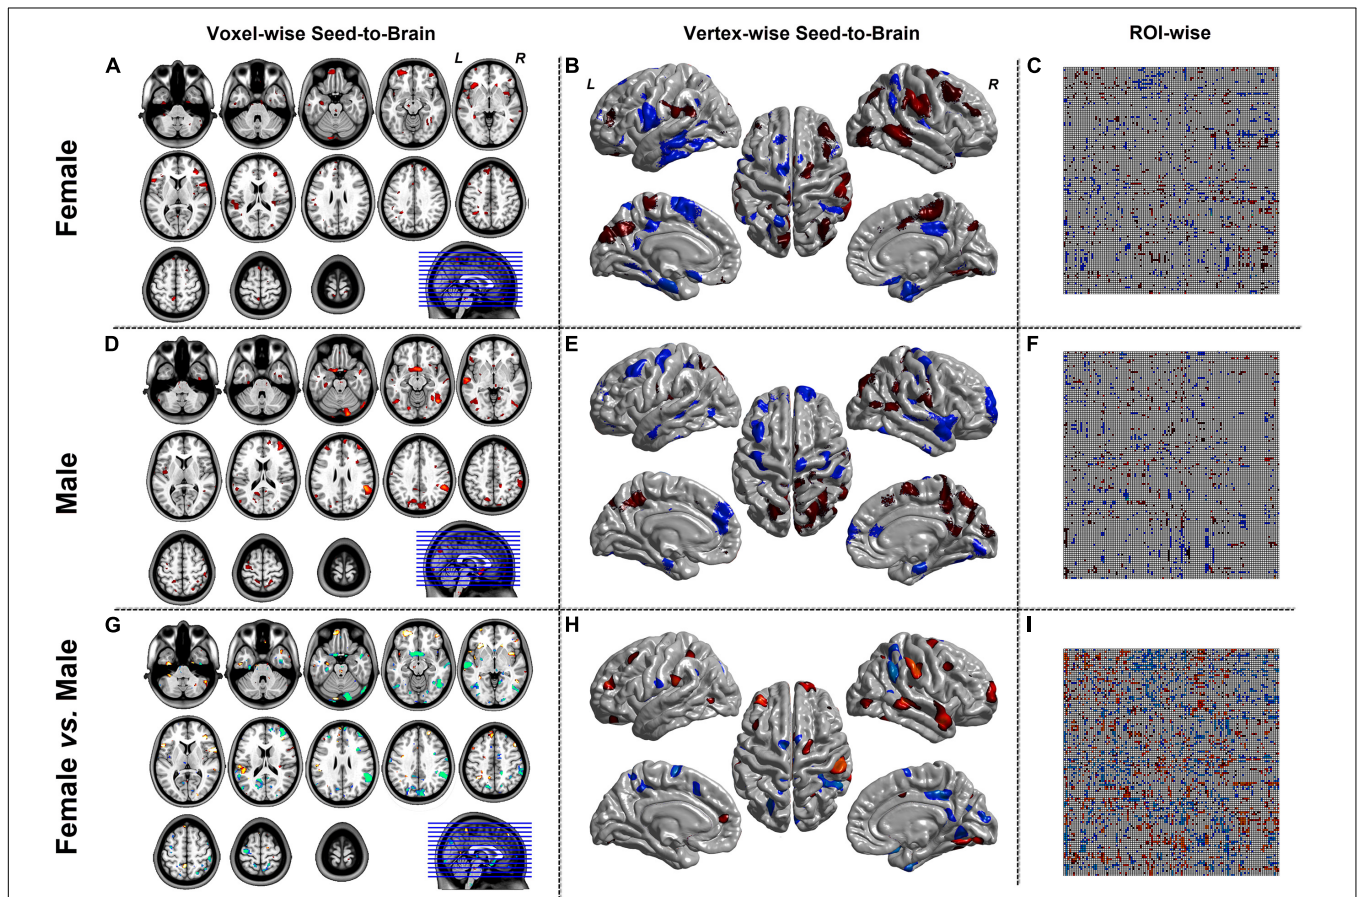 Voxel-wise Seed-to-Brain
Vertex-wise Seed-to-Brain
ROI-wise
Female
A
L
R
B
L
R
C
Male
D
E
F
Female vs. Male
G
H
I